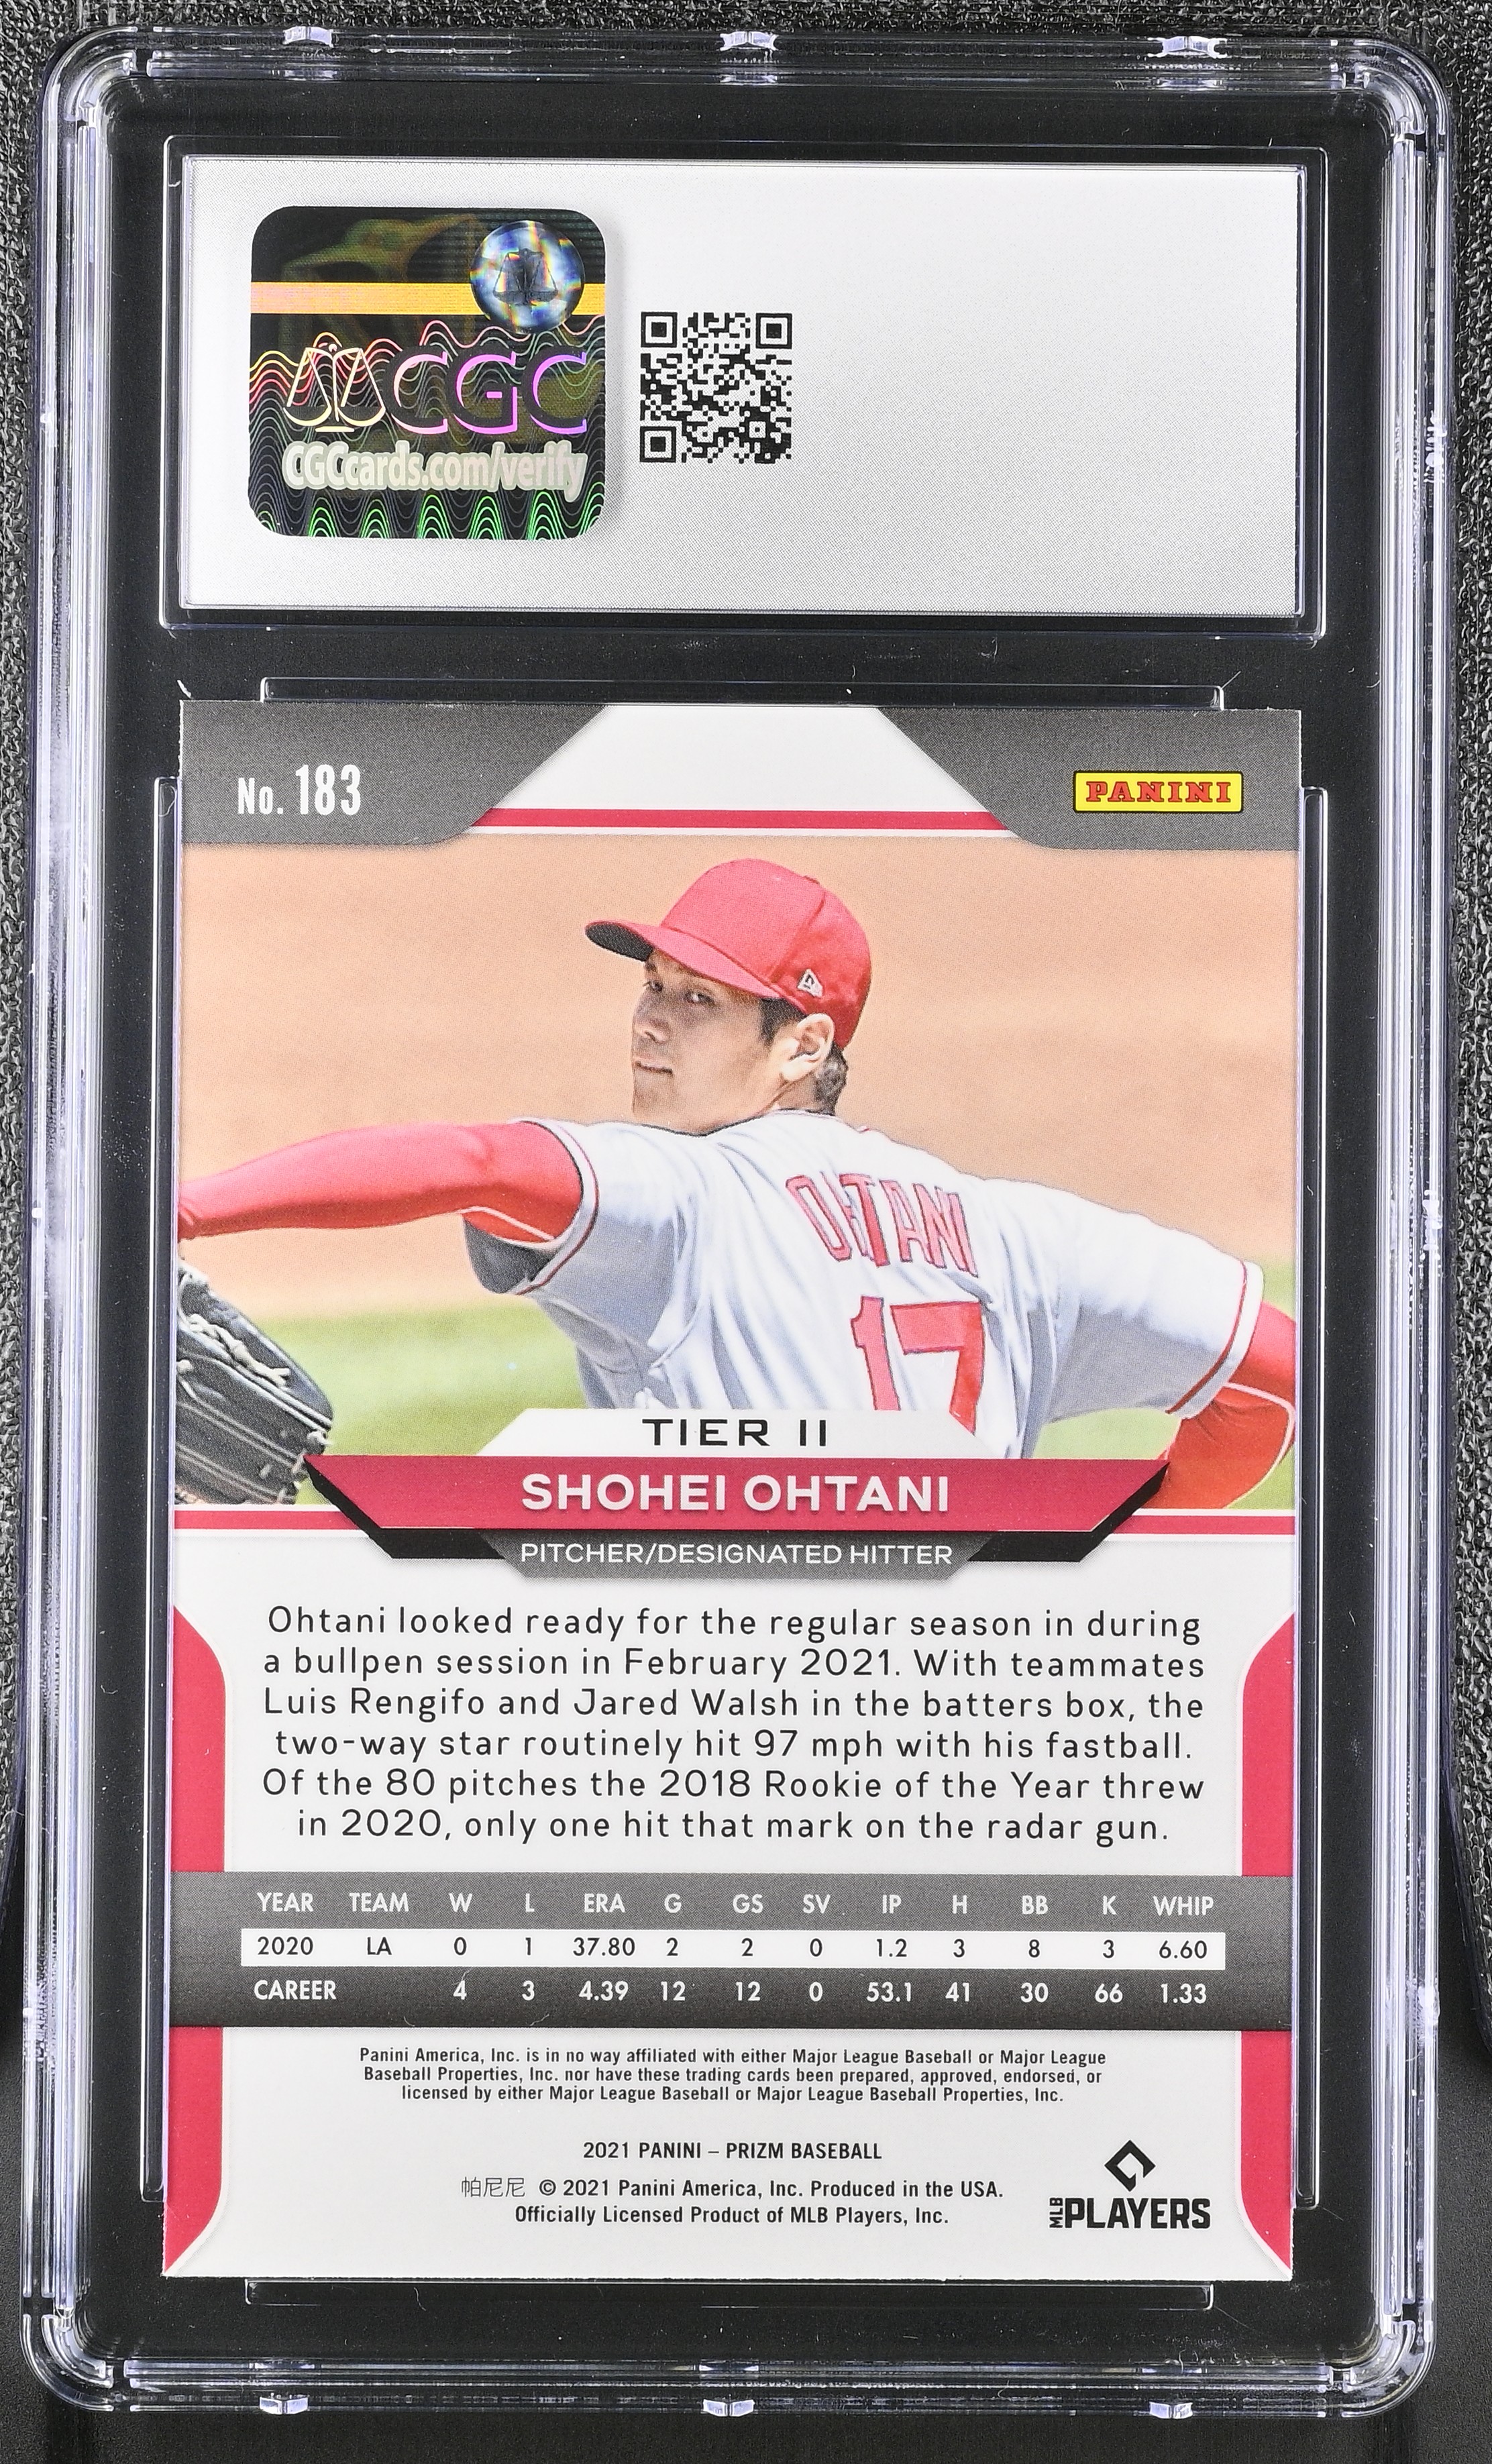 CGC
CGCcards.com/verify
No. 183
PANINI
OHTANI
17
TIER II
SHOHEI OHTANI
PITCHER/DESIGNATED HITTER
Ohtani looked ready for the regular season in during
a bullpen session in February 2021. With teammates
Luis Rengifo and Jared Walsh in the batters box, the
two-way star routinely hit 97 mph with his fastball.
Of the 80 pitches the 2018 Rookie of the Year threw
in 2020, only one hit that mark on the radar gun.
YEAR TEAM W L ERA G GS SV IP H BB K WHIP
2020 LA 0 1 37.80 2 2 0 1.2 3 8 3 6.60
CAREER 4 3 4.39 12 12 0 53.1 41 30 66 1.33
Panini America, Inc. is in no way affiliated with either Major League Baseball or Major League
Baseball Properties, Inc. nor have these trading cards been prepared, approved, endorsed, or
licensed by either Major League Baseball or Major League Baseball Properties, Inc.
2021 PANINI – PRIZM BASEBALL
帕尼尼 © 2021 Panini America, Inc. Produced in the USA.
Officially Licensed Product of MLB Players, Inc.
MLB PLAYERS